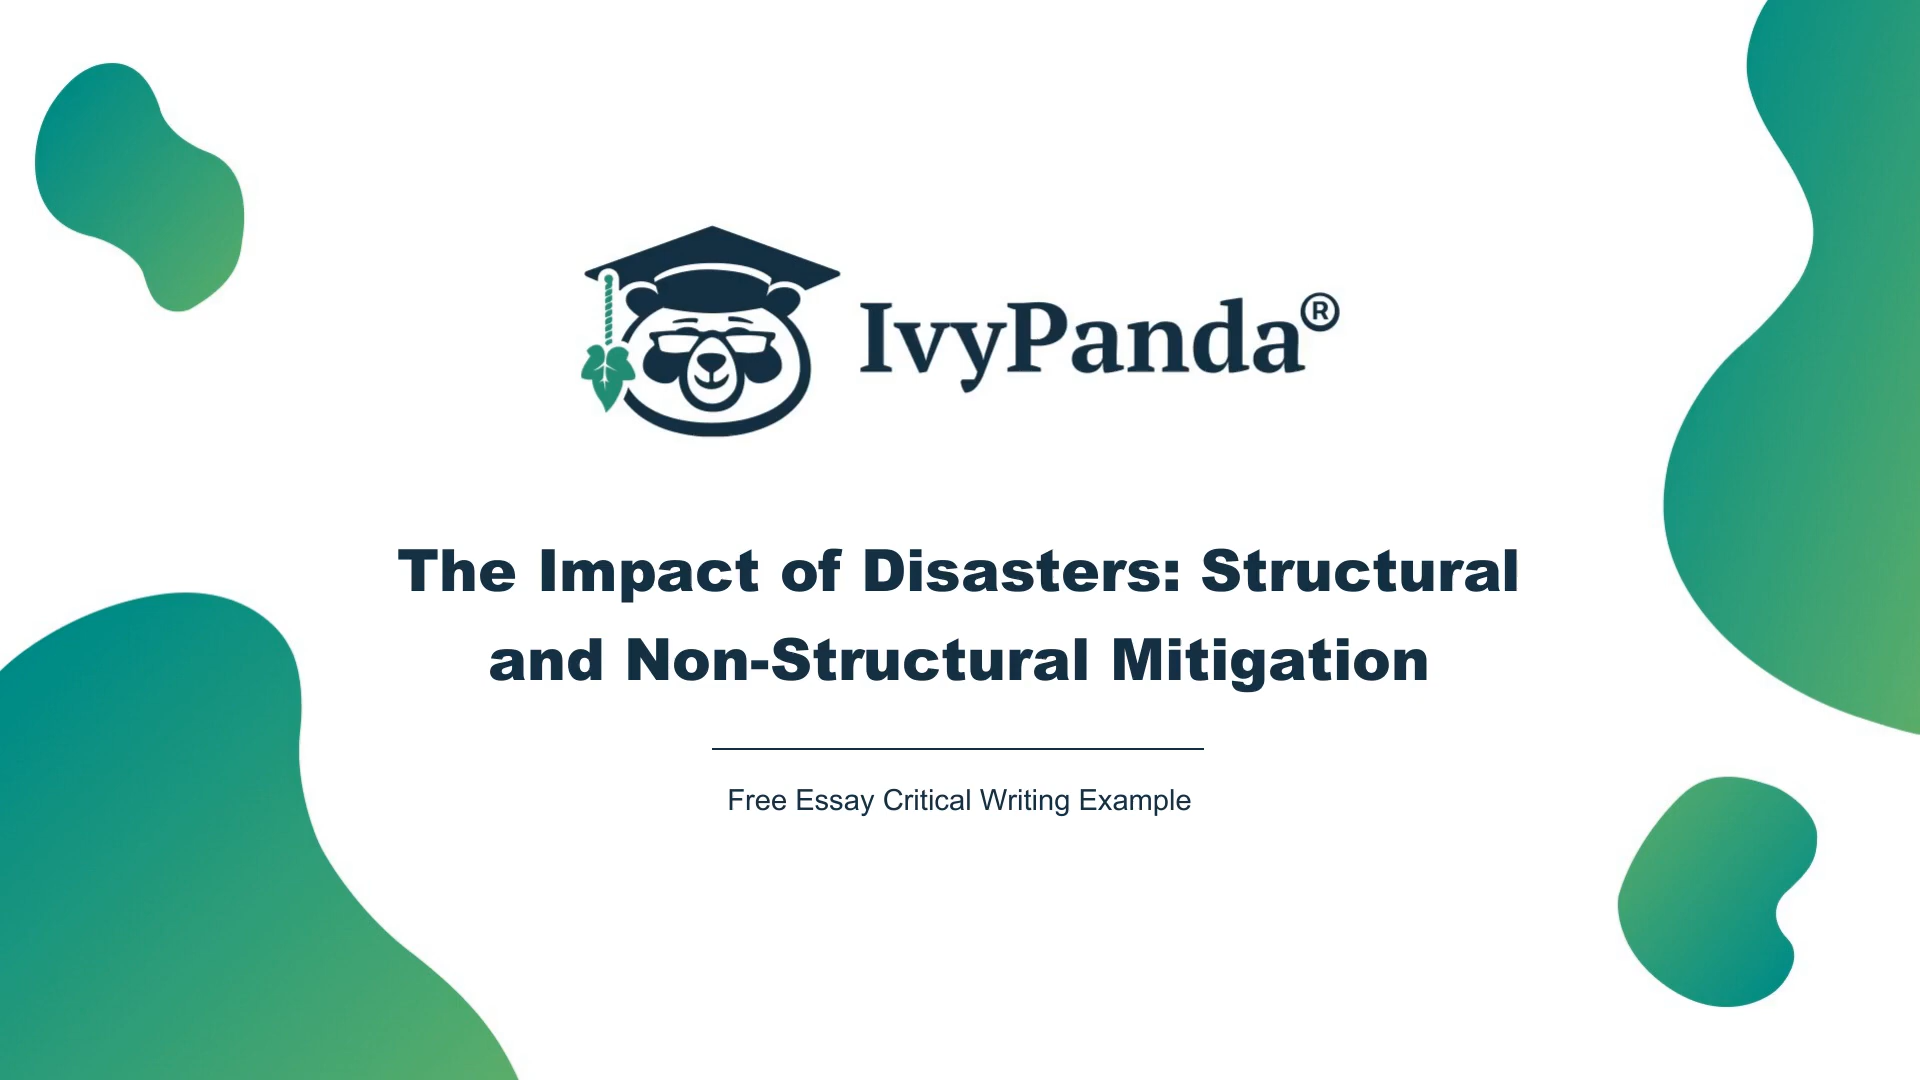 IvyPanda®
The Impact of Disasters: Structural
and Non-Structural Mitigation
Free Essay Critical Writing Example